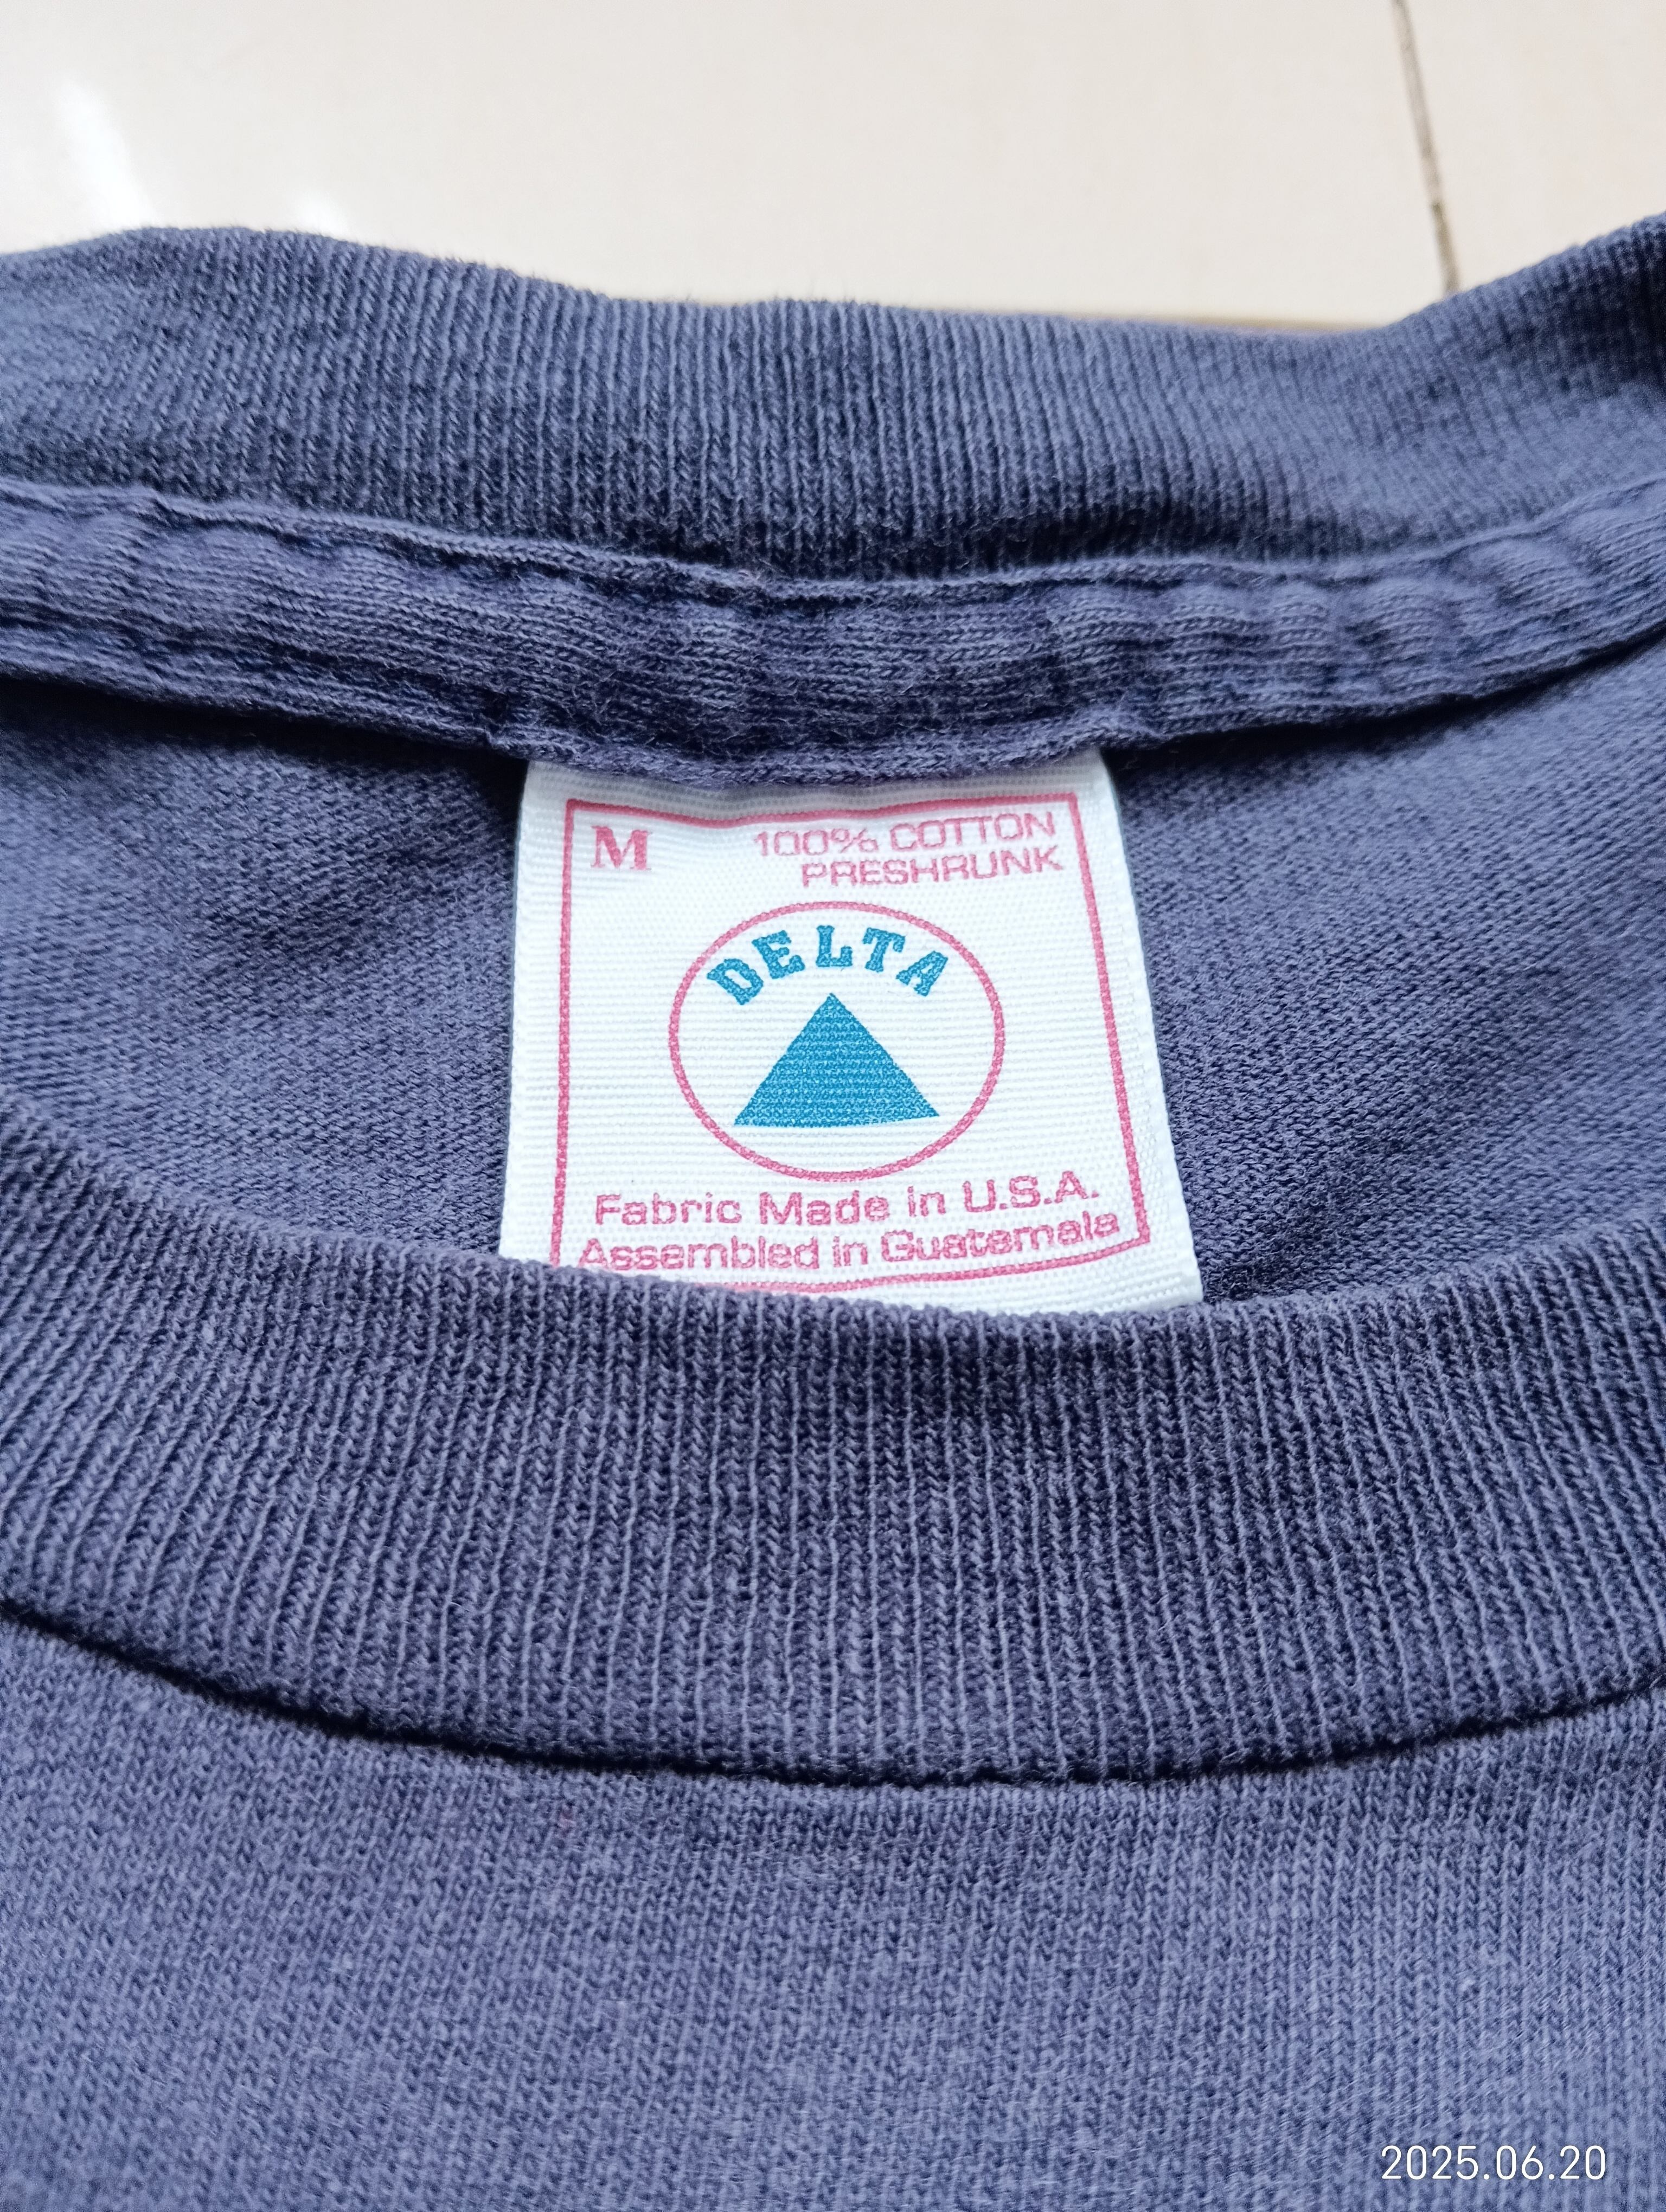 M
100% COTTON
PRESHRUNK
DELTA
Fabric Made in U.S.A.
Assembled in Guatemala
2025.06.20